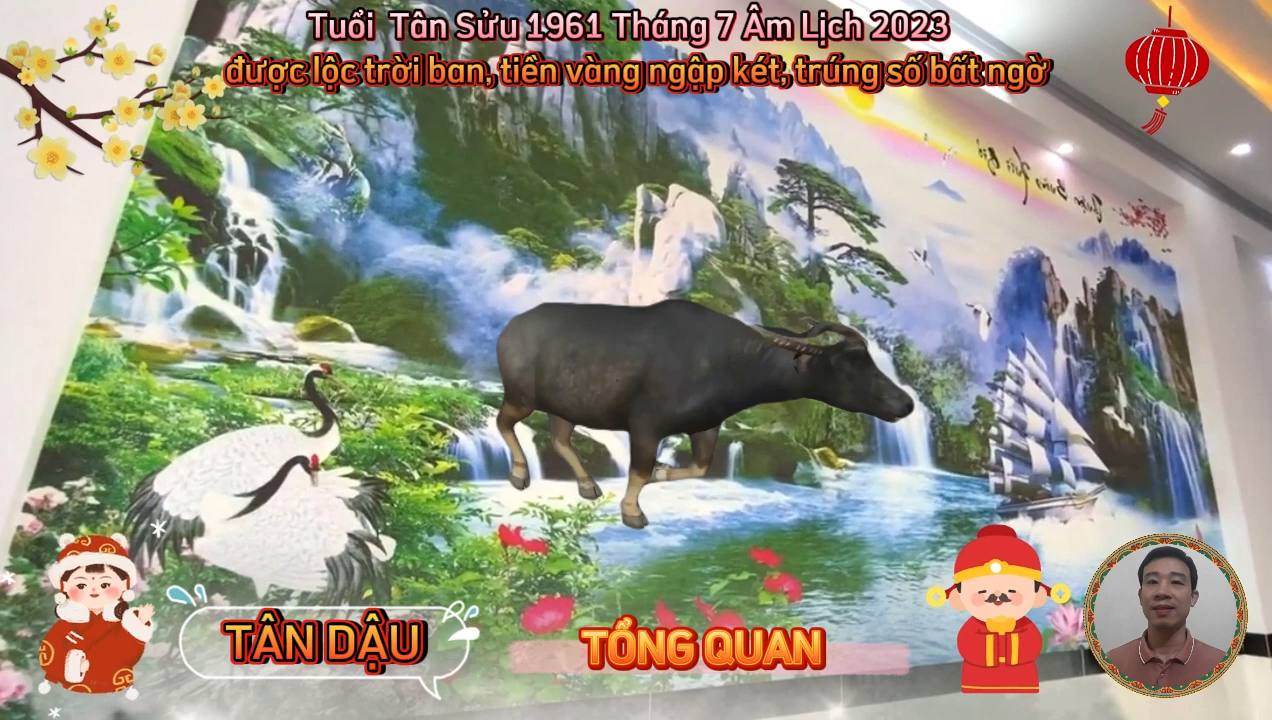 Tuổi Tân Sửu 1961 Tháng 7 Âm Lịch 2023
được lộc trời ban, tiền vàng ngập két, trúng số bất ngờ
TÂN DẬU
TỔNG QUAN